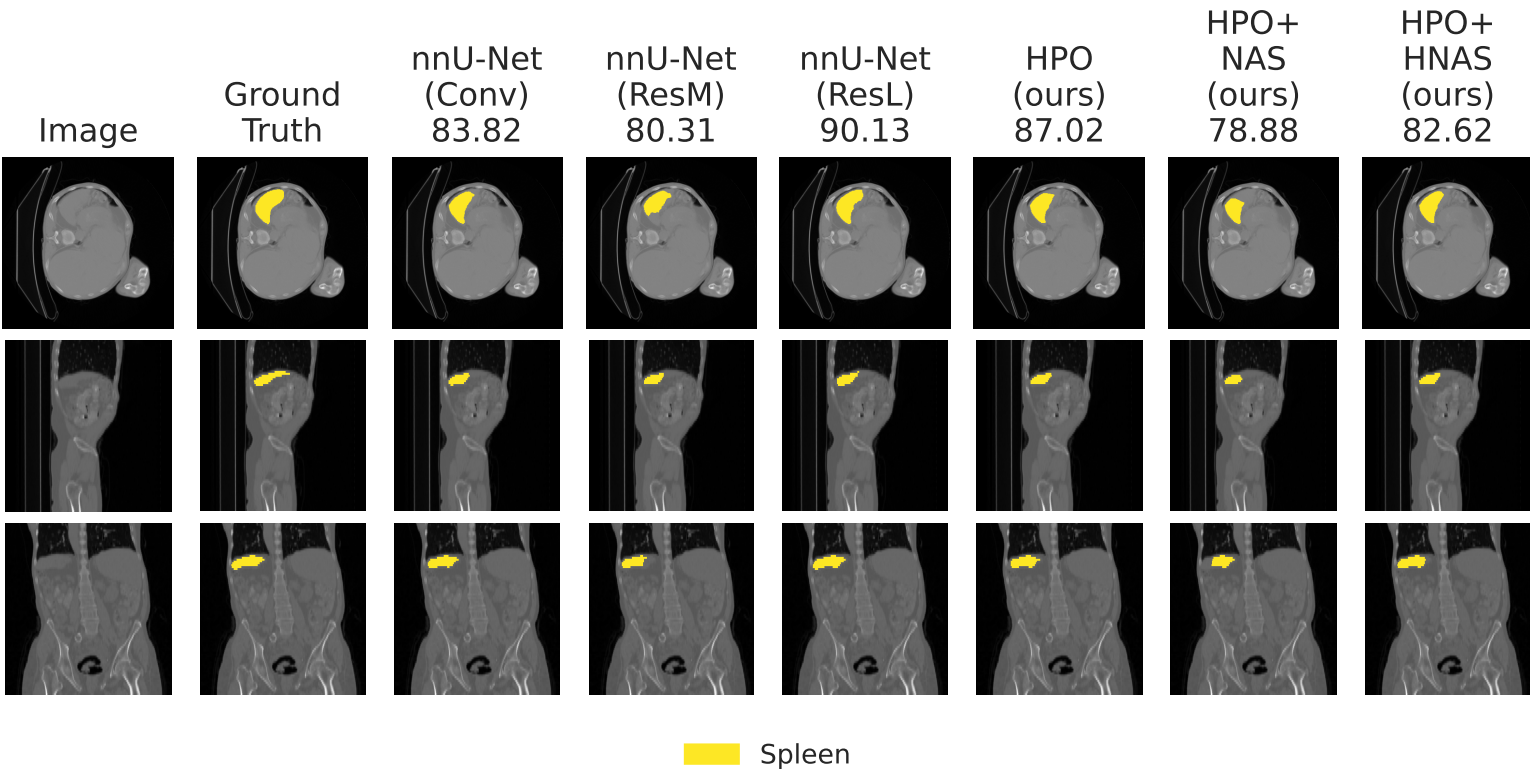 Image
Ground
Truth
nnU-Net
(Conv)
83.82
nnU-Net
(ResM)
80.31
nnU-Net
(ResL)
90.13
HPO
(ours)
87.02
HPO+
NAS
(ours)
78.88
HPO+
HNAS
(ours)
82.62
Spleen